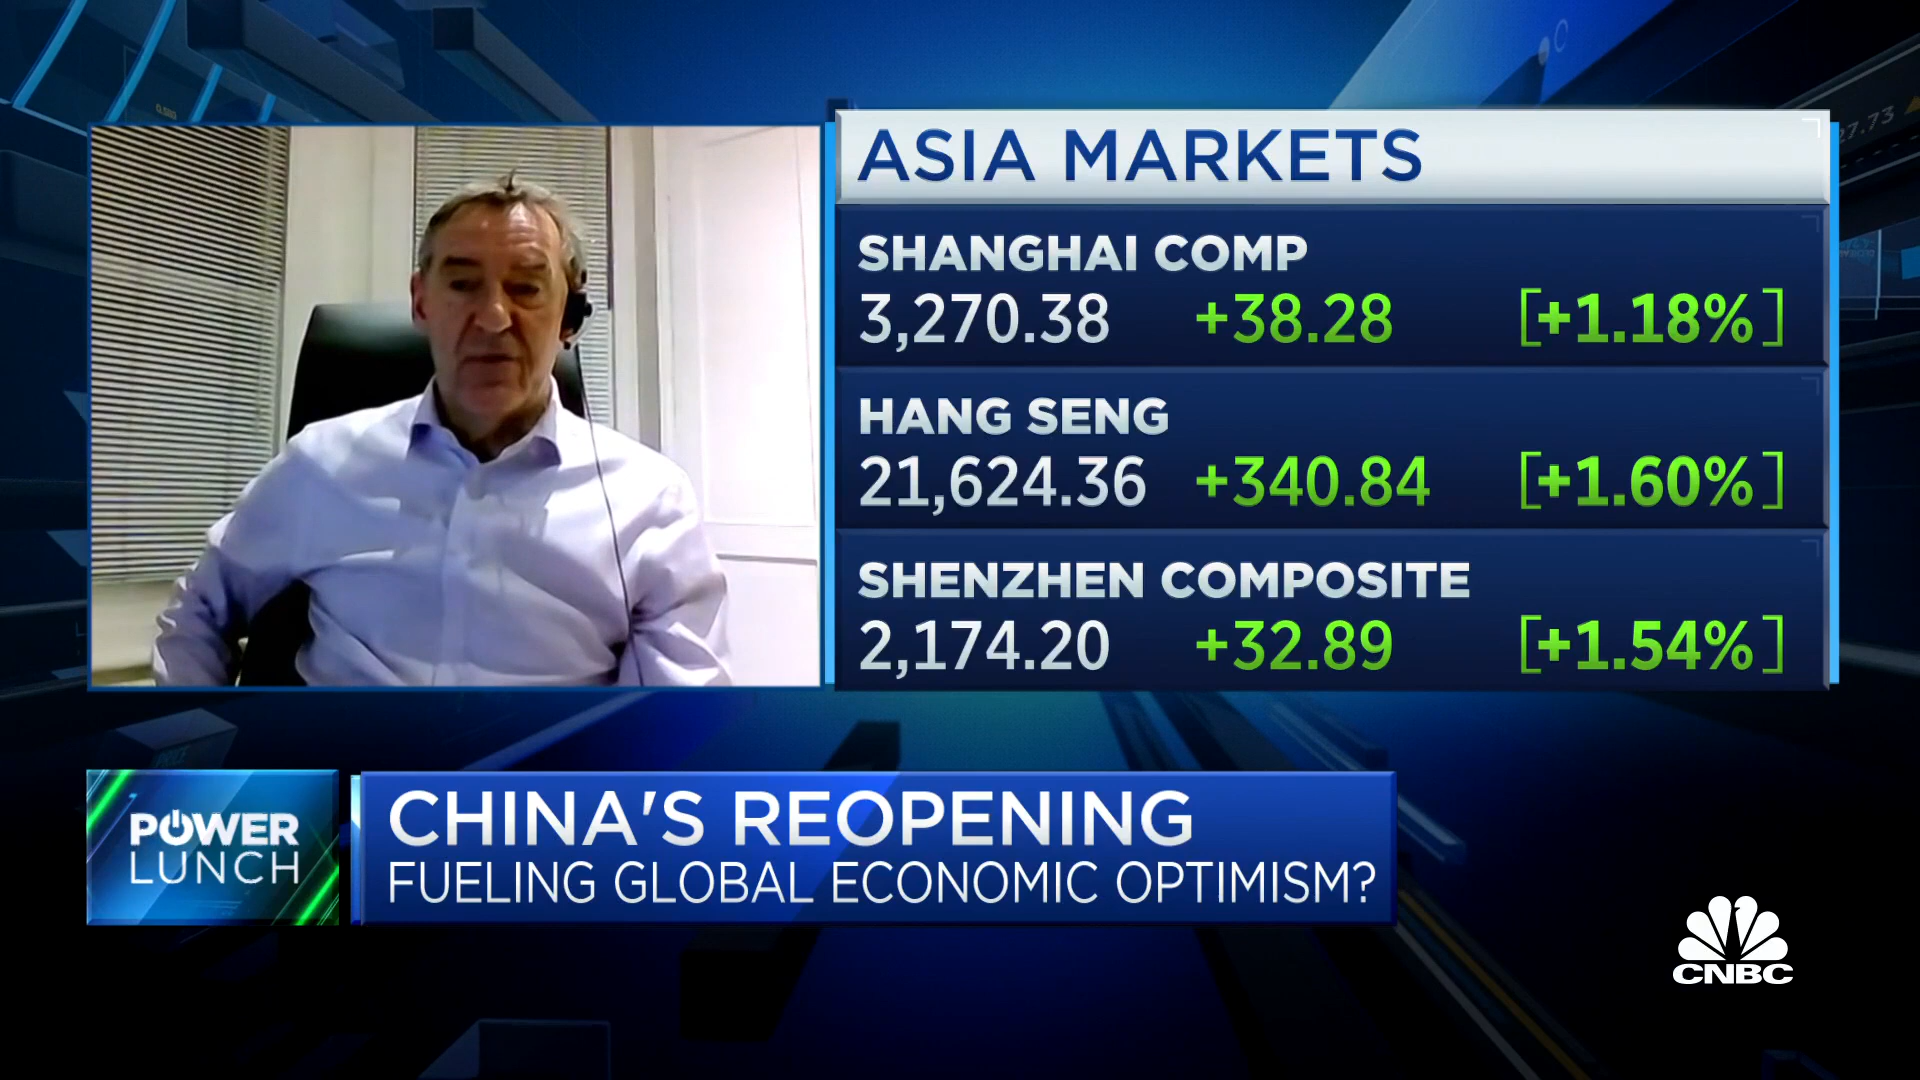 ASIA MARKETS
SHANGHAI COMP
3,270.38 +38.28 [+1.18%]
HANG SENG
21,624.36 +340.84 [+1.60%]
SHENZHEN COMPOSITE
2,174.20 +32.89 [+1.54%]
POWER
LUNCH
CHINA'S REOPENING
FUELING GLOBAL ECONOMIC OPTIMISM?
CNBC